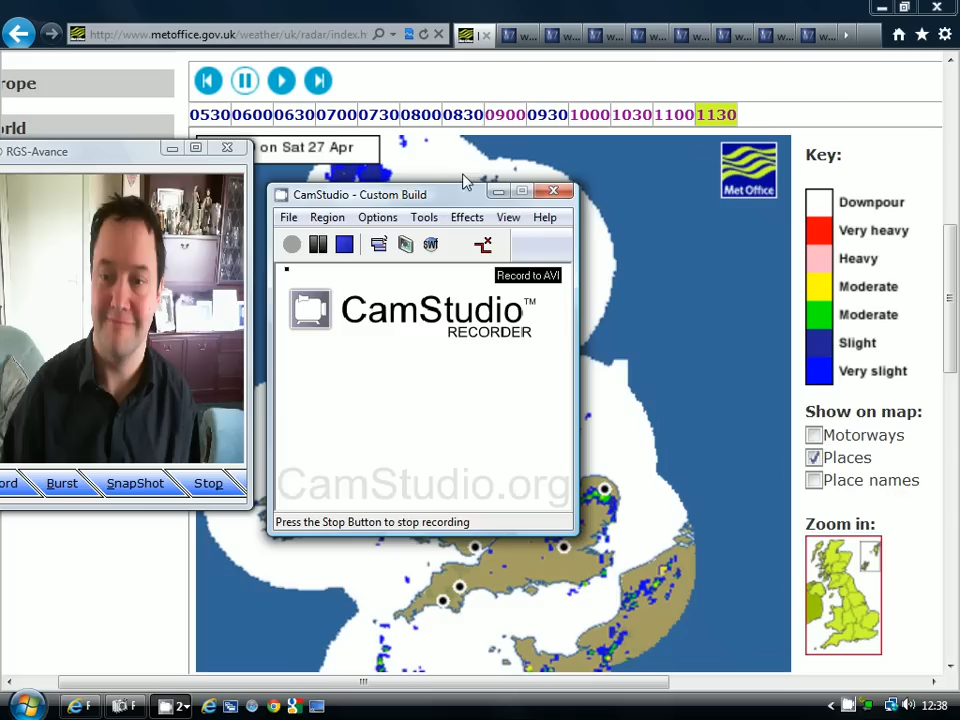 http://www.metoffice.gov.uk/weather/uk/radar/index.h
w...
w...
w...
w...
w...
w...
w...
w...
rope
orld
0530 0600 0630 0700 0730 0800 0830 0900 0930 1000 1030 1100 1130
on Sat 27 Apr
Met Office
RGS-Avance
ord Burst SnapShot Stop
CamStudio - Custom Build
File Region Options Tools Effects View Help
Record to AVI
CamStudio™
RECORDER
CamStudio.org
Press the Stop Button to stop recording
Key:
Downpour
Very heavy
Heavy
Moderate
Moderate
Slight
Very slight
Show on map:
Motorways
Places
Place names
Zoom in:
F F 2 12:38